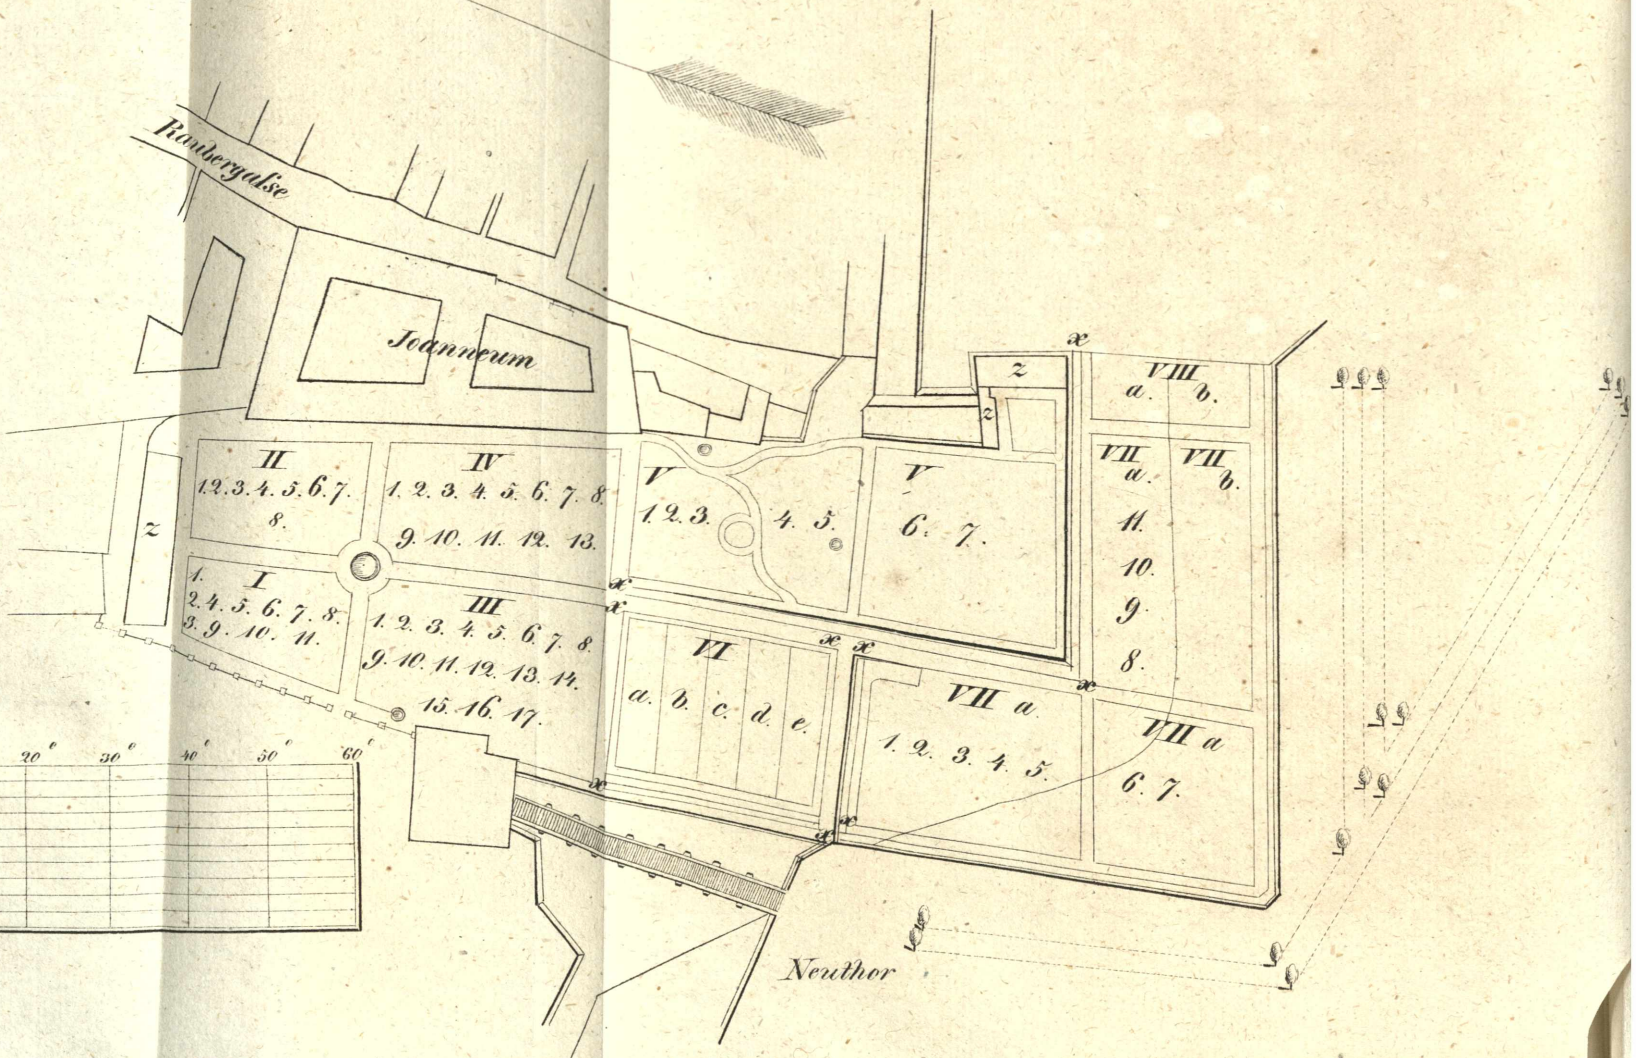 Raubergaſse
Joanneum
x
z
z
VIII
a. b.
II
1.2.3.4.5.6.7.
8.
IV
1. 2. 3. 4. 5. 6. 7. 8.
9. 10. 11. 12. 13.
V
1. 2. 3.
4. 5.
V
6. 7.
VII
a.
VII
b.
11.
10.
9.
8.
z
I
1.
2. 4. 5. 6. 7. 8.
3. 9. 10. 11.
III
1. 2. 3. 4. 5. 6. 7. 8.
9. 10. 11. 12. 13. 14.
15. 16. 17.
x
x
VI
a. b. c. d. e.
x x
x
VII a.
1. 2. 3. 4. 5.
VII a
6. 7.
x
x
x
20° 30° 40° 50° 60°
Neuthor